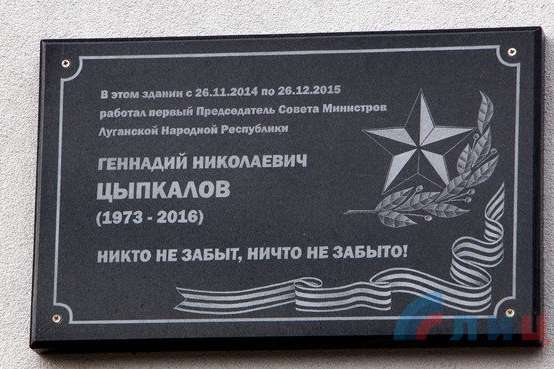 В этом здании с 26.11.2014 по 26.12.2015
работал первый Председатель Совета Министров
Луганской Народной Республики
ГЕННАДИЙ НИКОЛАЕВИЧ
ЦЫПКАЛОВ
(1973 - 2016)
НИКТО НЕ ЗАБЫТ, НИЧТО НЕ ЗАБЫТО!
ЛИЦ